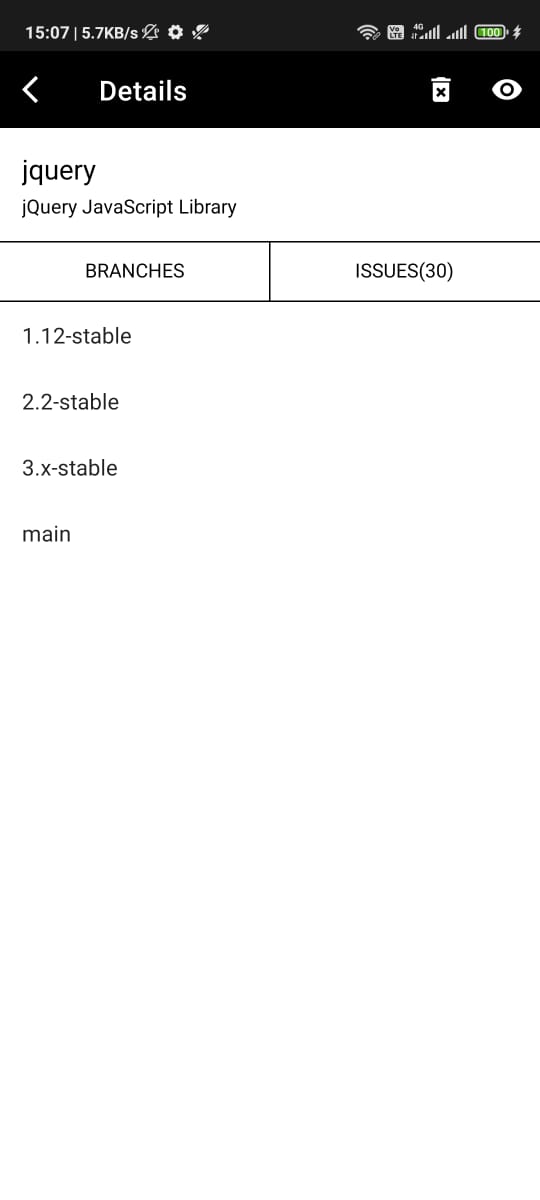 15:07 | 5.7KB/s Vo LTE 4G 100
Details
jquery
jQuery JavaScript Library
BRANCHES ISSUES(30)
1.12-stable
2.2-stable
3.x-stable
main